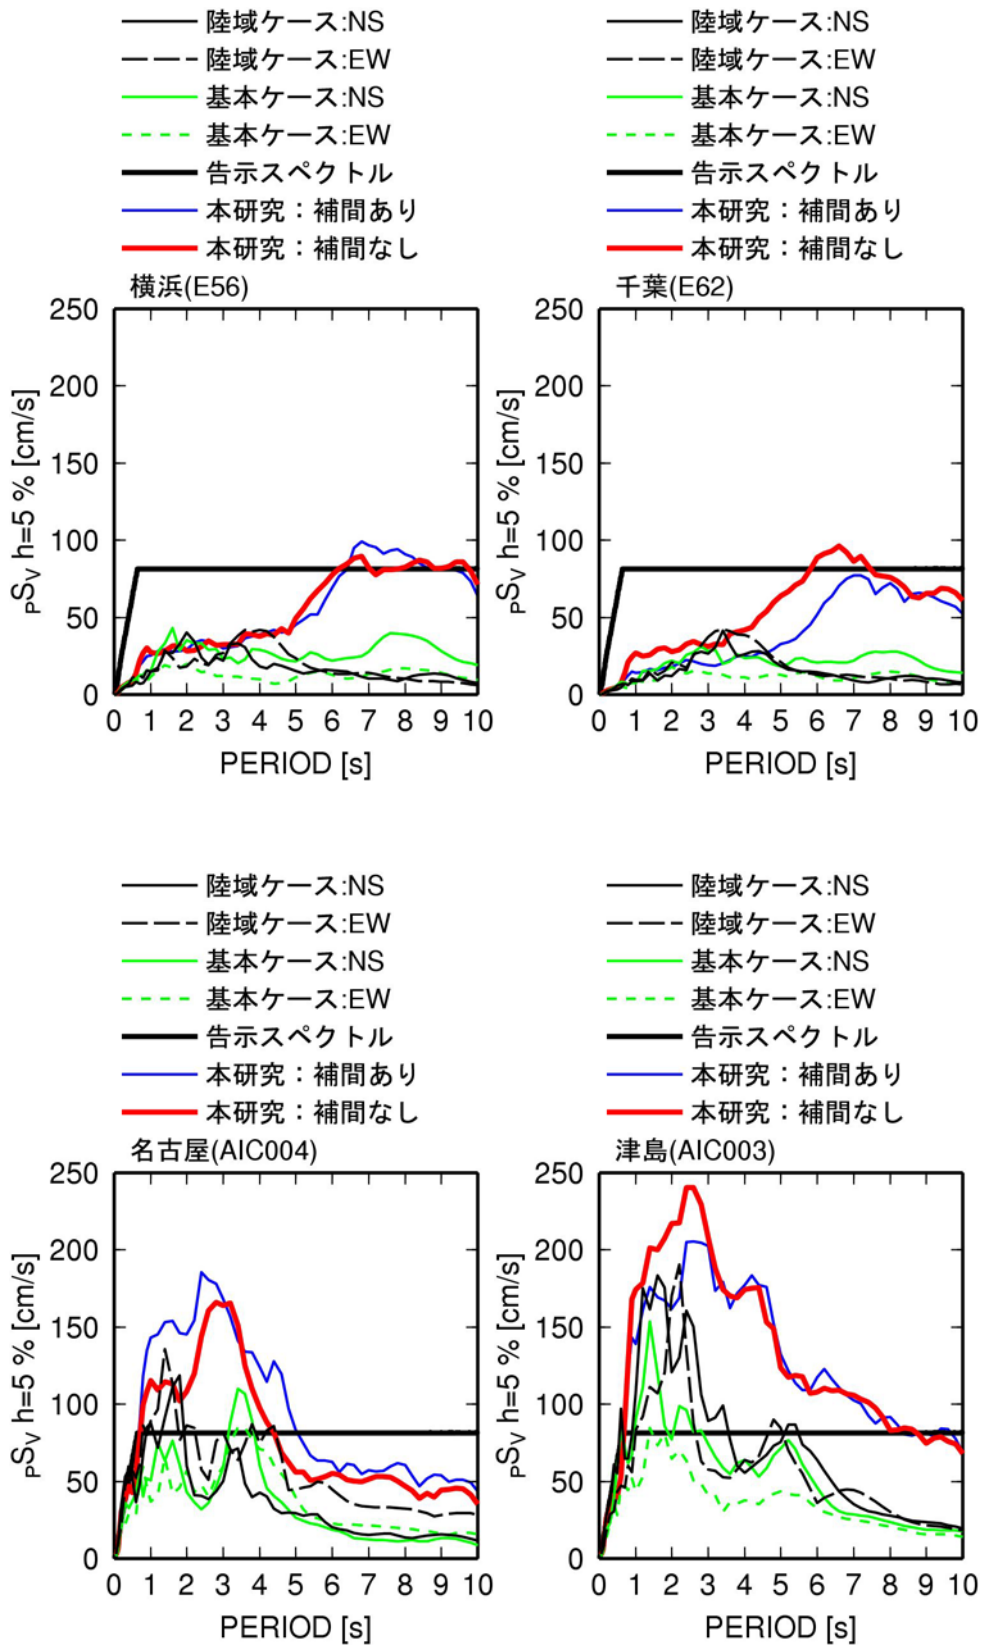 陸域ケース:NS
陸域ケース:EW
基本ケース:NS
基本ケース:EW
告示スペクトル
本研究：補間あり
本研究：補間なし
横浜(E56)
250
200
150
100
50
0
PSV h=5 % [cm/s]
0 1 2 3 4 5 6 7 8 9 10
PERIOD [s]
陸域ケース:NS
陸域ケース:EW
基本ケース:NS
基本ケース:EW
告示スペクトル
本研究：補間あり
本研究：補間なし
千葉(E62)
250
200
150
100
50
0
PSV h=5 % [cm/s]
0 1 2 3 4 5 6 7 8 9 10
PERIOD [s]
陸域ケース:NS
陸域ケース:EW
基本ケース:NS
基本ケース:EW
告示スペクトル
本研究：補間あり
本研究：補間なし
名古屋(AIC004)
250
200
150
100
50
0
PSV h=5 % [cm/s]
0 1 2 3 4 5 6 7 8 9 10
PERIOD [s]
陸域ケース:NS
陸域ケース:EW
基本ケース:NS
基本ケース:EW
告示スペクトル
本研究：補間あり
本研究：補間なし
津島(AIC003)
250
200
150
100
50
0
PSV h=5 % [cm/s]
0 1 2 3 4 5 6 7 8 9 10
PERIOD [s]